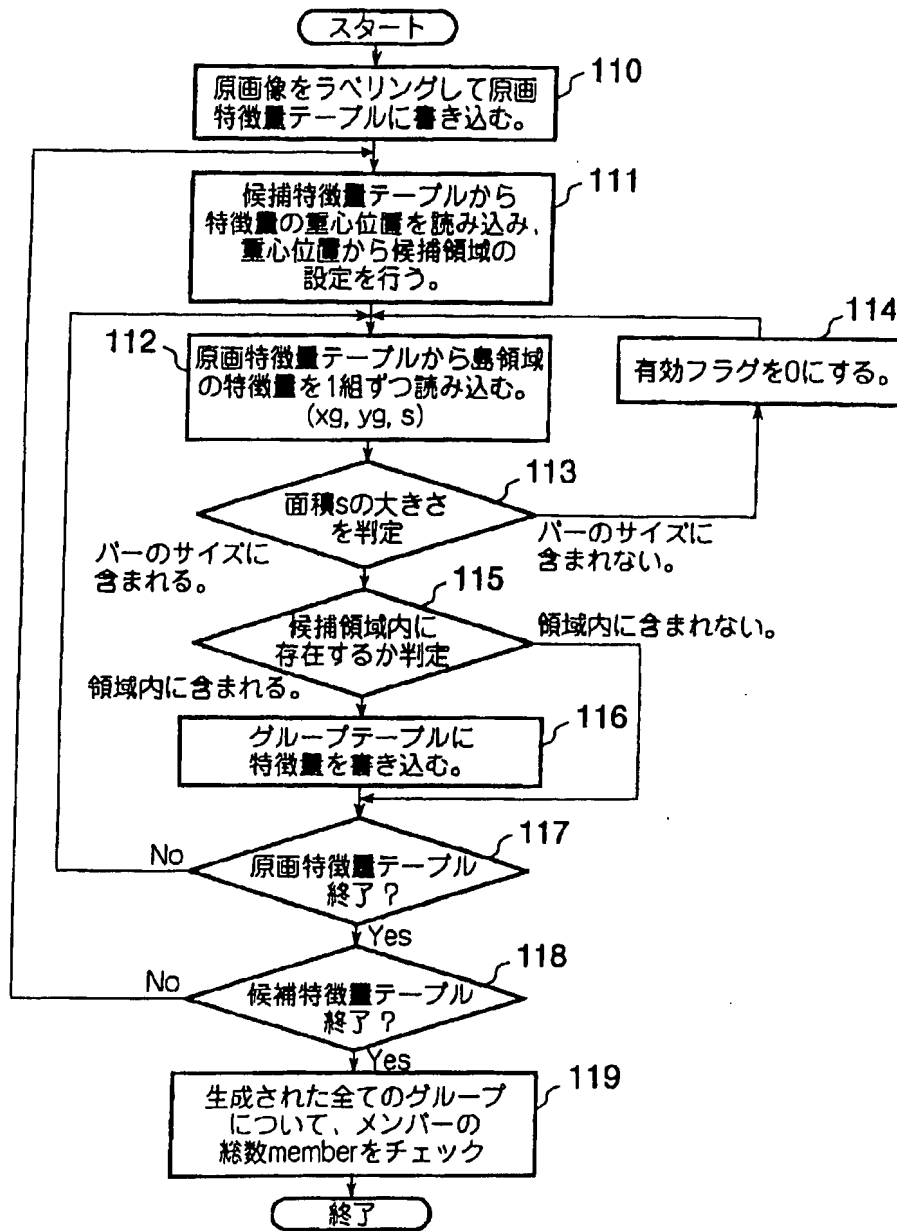 スタート
110
原画像をラベリングして原画
特徴量テーブルに書き込む。
111
候捕特徴量テーブルから
特徴量の重心位置を読み込み、
重心位置から候捕領域の
設定を行う。
112
原画特徴量テーブルから島領域
の特徴量を1組ずつ読み込む。
(xg, yg, s)
114
有効フラグを0にする。
113
面積sの大きさ
を判定
バーのサイズに
含まれない。
バーのサイズに
含まれる。
115
候捕領域内に
存在するか判定
領域内に含まれない。
領域内に含まれる。
116
グループテーブルに
特徴量を書き込む。
117
原画特徴量テーブル
終了?
No
Yes
118
候補特徴量テーブル
終了?
No
Yes
119
生成された全てのグループ
について、メンバーの
総数memberをチェック
終了